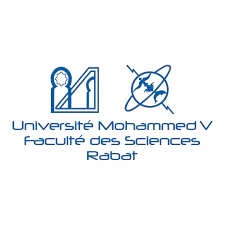 Université Mohammed V
Faculté des Sciences
Rabat